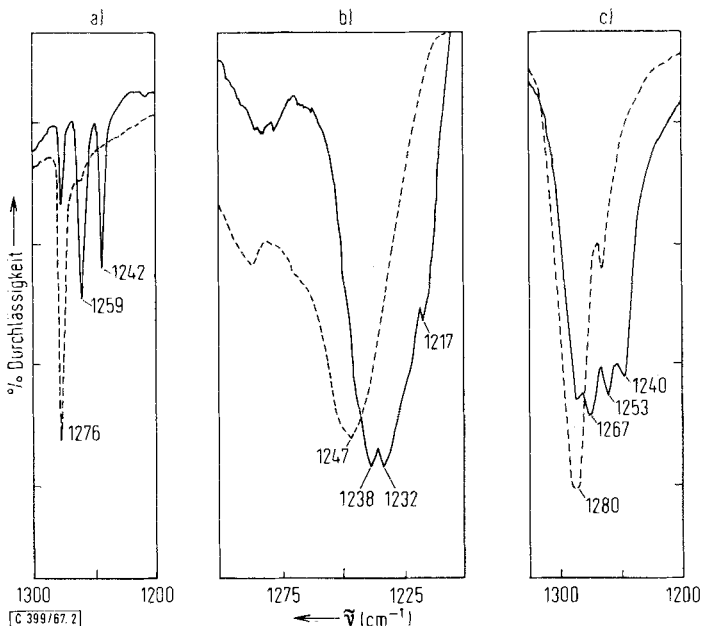 a)
b)
c)
% Durchlässigkeit →
1242
1259
1276
1217
1247
1238
1232
1240
1253
1267
1280
1300
1200
1275
1225
1300
1200
C 399/67.2
← ṽ (cm⁻¹)